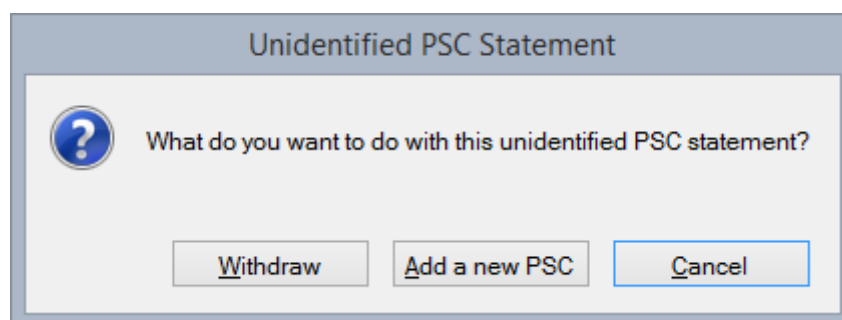 Unidentified PSC Statement
What do you want to do with this unidentified PSC statement?
Withdraw
Add a new PSC
Cancel